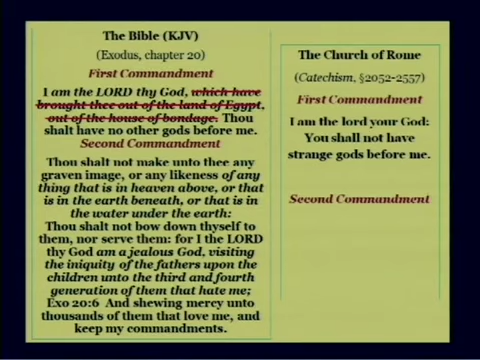 The Bible (KJV)
(Exodus, chapter 20)
First Commandment
I am the LORD thy God, which have
brought thee out of the land of Egypt,
out of the house of bondage. Thou
shalt have no other gods before me.
Second Commandment
Thou shalt not make unto thee any
graven image, or any likeness of any
thing that is in heaven above, or that
is in the earth beneath, or that is in
the water under the earth:
Thou shalt not bow down thyself to
them, nor serve them: for I the LORD
thy God am a jealous God, visiting
the iniquity of the fathers upon the
children unto the third and fourth
generation of them that hate me;
Exo 20:6 And shewing mercy unto
thousands of them that love me, and
keep my commandments.
The Church of Rome
(Catechism, §2052-2557)
First Commandment
I am the lord your God:
You shall not have
strange gods before me.
Second Commandment